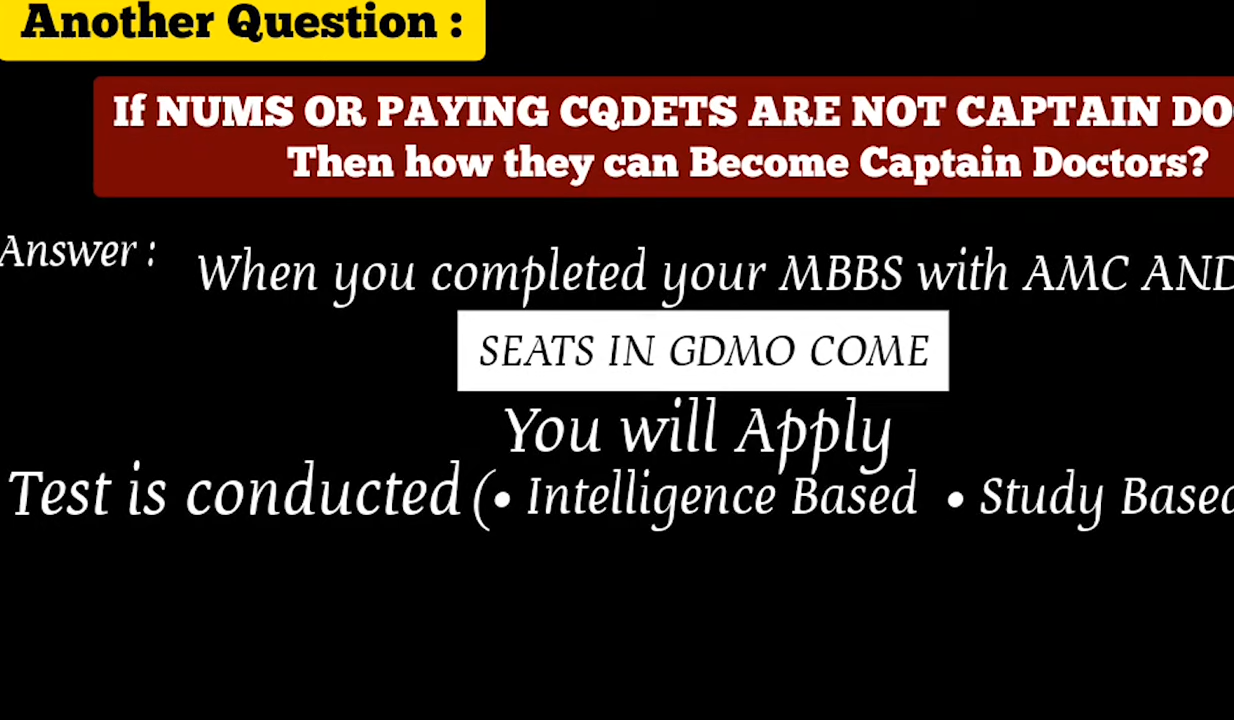 Another Question :
If NUMS OR PAYING CQDETS ARE NOT CAPTAIN
Then how they can Become Captain Doctors?
Answer :
When you completed your MBBS with AMC AND
SEATS IN GDMO COME
You will Apply
Test is conducted (• Intelligence Based • Study Based